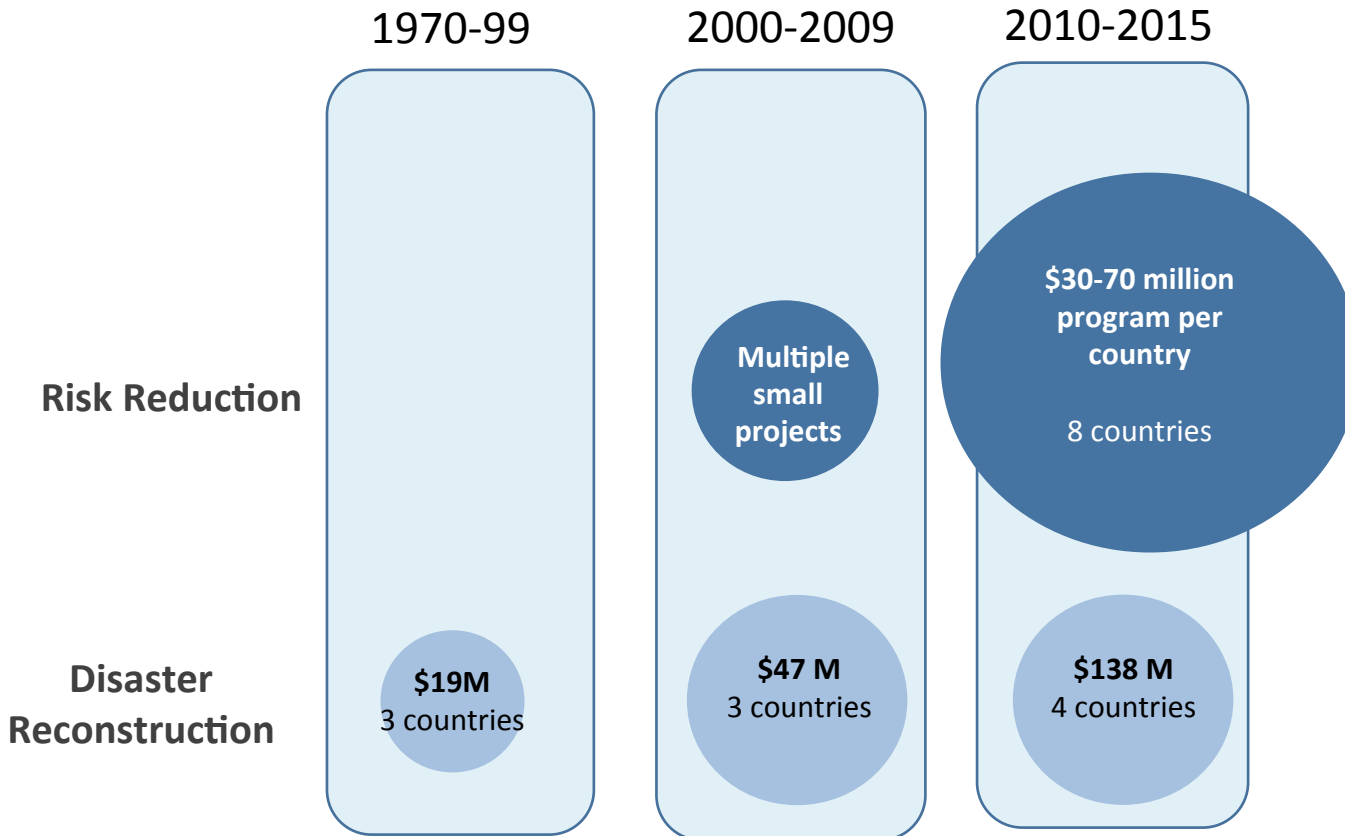 1970-99
2000-2009
2010-2015
Risk Reduction
Multiple
small
projects
$30-70 million
program per
country
8 countries
Disaster
Reconstruction
$19M
3 countries
$47 M
3 countries
$138 M
4 countries